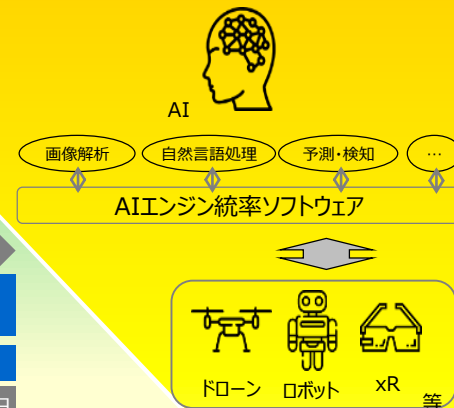 AI
画像解析 自然言語処理 予測・検知 …
AIエンジン統率ソフトウェア
ドローン ロボット xR 等